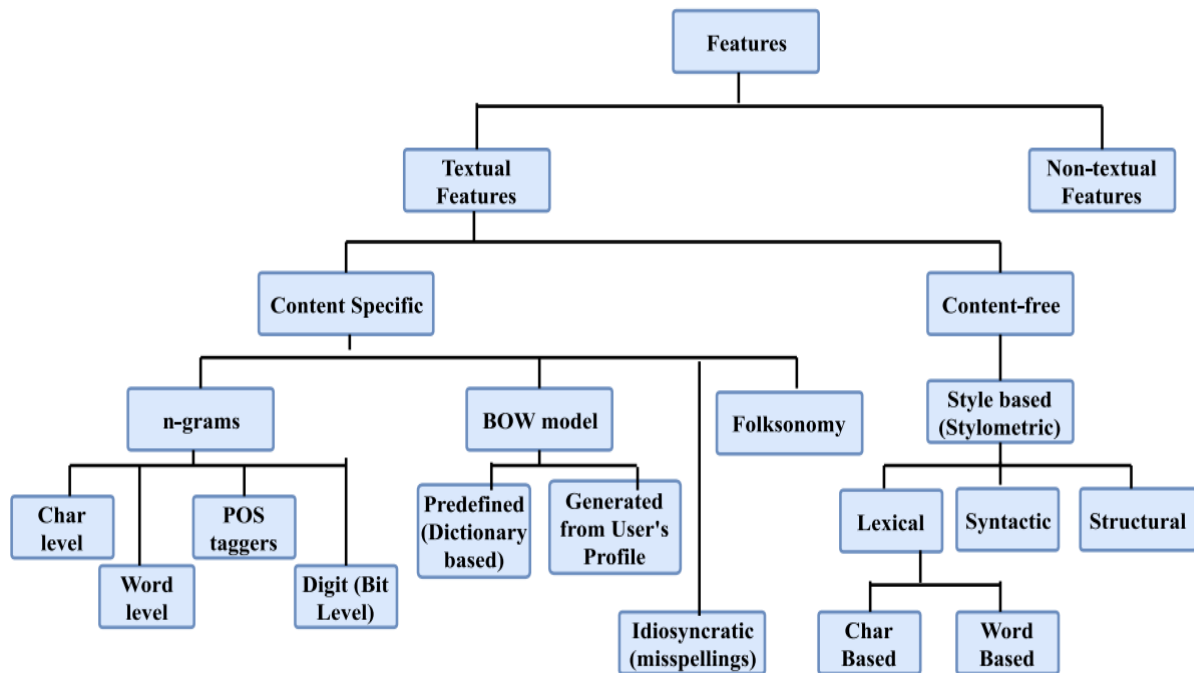 Features
Textual
Features
Non-textual
Features
Content Specific
Content-free
n-grams
BOW model
Folksonomy
Style based
(Stylometric)
Char
level
Word
level
POS
taggers
Digit (Bit
Level)
Predefined
(Dictionary
based)
Generated
from User's
Profile
Idiosyncratic
(misspellings)
Lexical
Syntactic
Structural
Char
Based
Word
Based